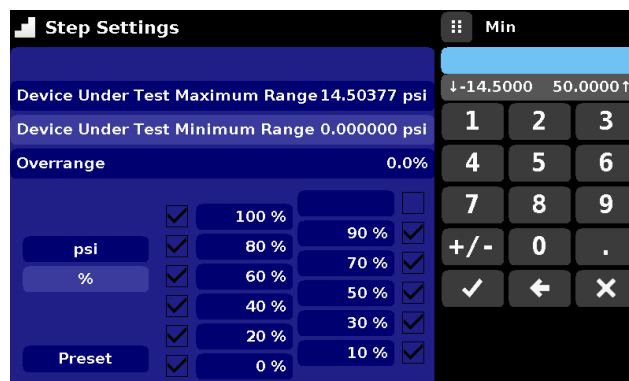 Step Settings
Min
↓-14.5000 50.0000↑
Device Under Test Maximum Range 14.50377 psi
Device Under Test Minimum Range 0.000000 psi
Overrange 0.0%
1 2 3
4 5 6
7 8 9
+/- 0 .
100 %
90 %
psi
80 %
70 %
%
60 %
50 %
40 %
30 %
20 %
10 %
Preset
0 %